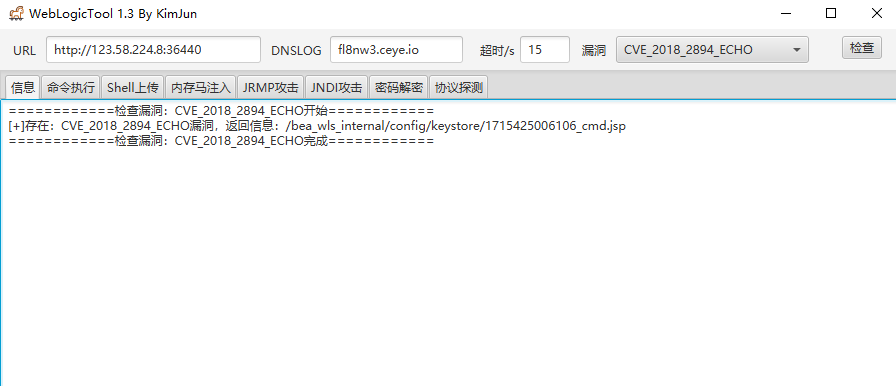 WebLogicTool 1.3 By KimJun
URL http://123.58.224.8:36440 DNSLOG fl8nw3.ceye.io 超时/s 15 漏洞 CVE_2018_2894_ECHO 检查
信息 命令执行 Shell上传 内存马注入 JRMP攻击 JNDI攻击 密码解密 协议探测
============检查漏洞：CVE_2018_2894_ECHO开始============
[+]存在：CVE_2018_2894_ECHO漏洞，返回信息：/bea_wls_internal/config/keystore/1715425006106_cmd.jsp
============检查漏洞：CVE_2018_2894_ECHO完成============